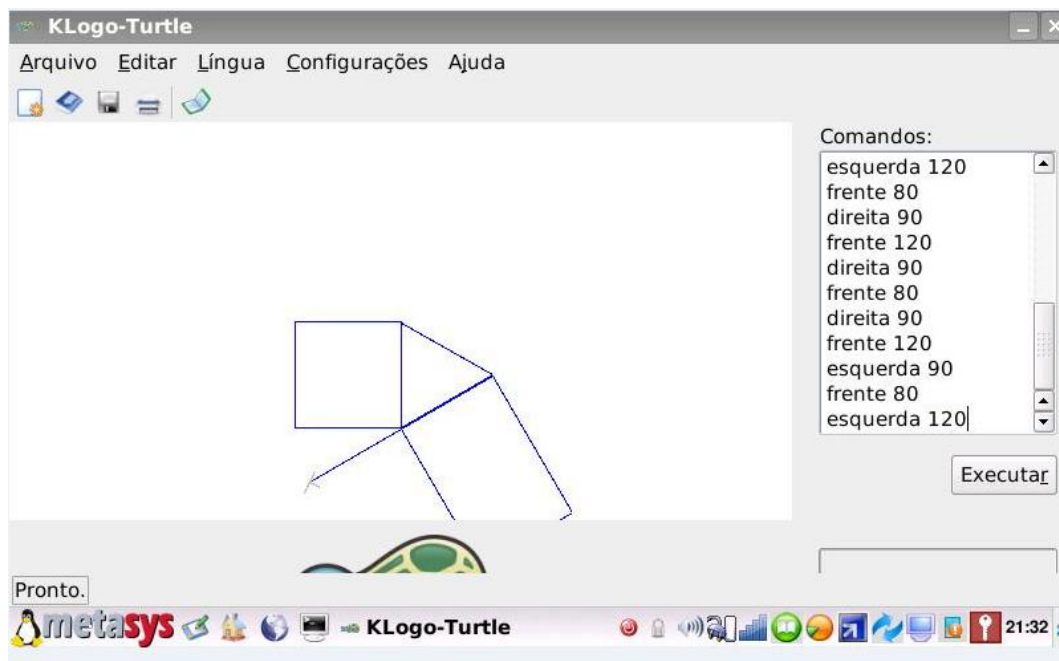 KLogo-Turtle
Arquivo Editar Língua Configurações Ajuda
Comandos:
esquerda 120
frente 80
direita 90
frente 120
direita 90
frente 80
direita 90
frente 120
esquerda 90
frente 80
esquerda 120
Executar
Pronto.
metasys KLogo-Turtle 21:32